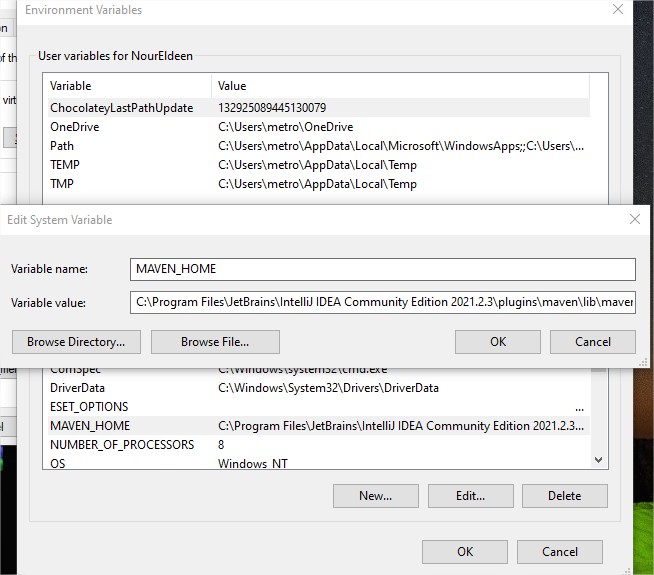 Environment Variables
on
of th
User variables for NourEldeen
Variable Value
ChocolateyLastPathUpdate 132925089445130079
virt
OneDrive C:\Users\metro\OneDrive
Path C:\Users\metro\AppData\Local\Microsoft\WindowsApps;;C:\Users\...
TEMP C:\Users\metro\AppData\Local\Temp
TMP C:\Users\metro\AppData\Local\Temp
Edit System Variable
Variable name: MAVEN_HOME
Variable value: C:\Program Files\JetBrains\IntelliJ IDEA Community Edition 2021.2.3\plugins\maven\lib\maven
Browse Directory... Browse File... OK Cancel
ComSpec C:\Windows\system32\cmd.exe
DriverData C:\Windows\System32\Drivers\DriverData
ESET_OPTIONS ...
MAVEN_HOME C:\Program Files\JetBrains\IntelliJ IDEA Community Edition 2021.2.3...
NUMBER_OF_PROCESSORS 8
OS Windows_NT
New... Edit... Delete
OK Cancel